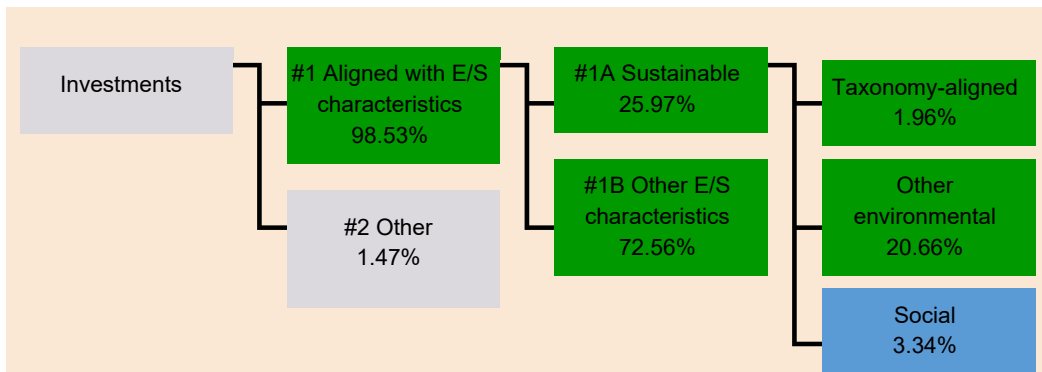 Investments
#1 Aligned with E/S
characteristics
98.53%
#2 Other
1.47%
#1A Sustainable
25.97%
#1B Other E/S
characteristics
72.56%
Taxonomy-aligned
1.96%
Other
environmental
20.66%
Social
3.34%